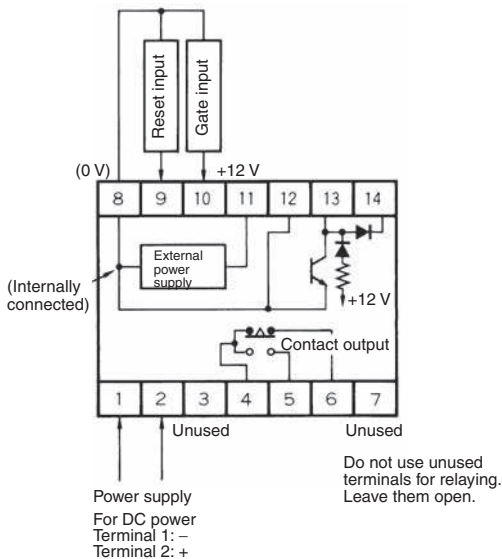 Reset input
Gate input
(0 V)
+12 V
8 9 10 11 12 13 14
External
power
supply
(Internally
connected)
+12 V
Contact output
1 2 3 4 5 6 7
Unused
Unused
Do not use unused
terminals for relaying.
Leave them open.
Power supply
For DC power
Terminal 1: –
Terminal 2: +